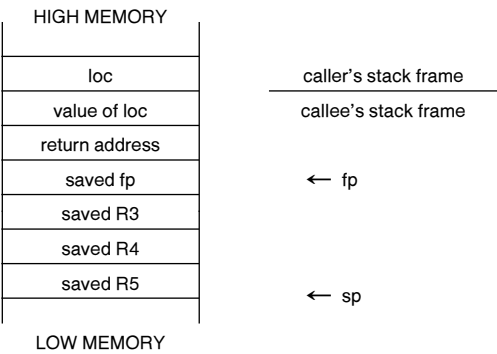 HIGH MEMORY
loc
caller's stack frame
value of loc
callee's stack frame
return address
saved fp
← fp
saved R3
saved R4
saved R5
← sp
LOW MEMORY